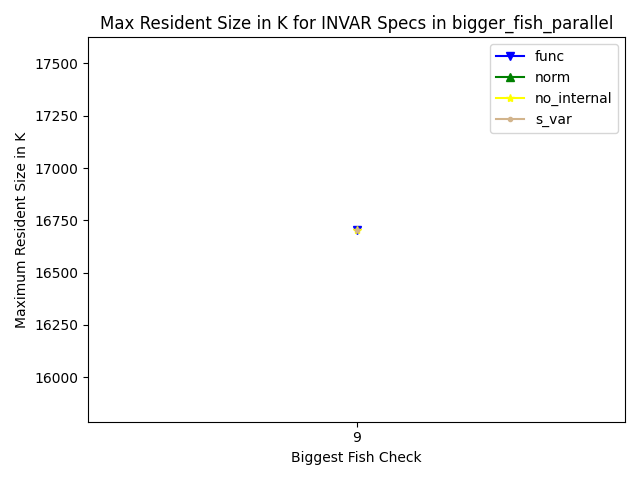 Max Resident Size in K for INVAR Specs in bigger_fish_parallel
17500
17250
17000
16750
16500
16250
16000
Maximum Resident Size in K
func
norm
no_internal
s_var
9
Biggest Fish Check